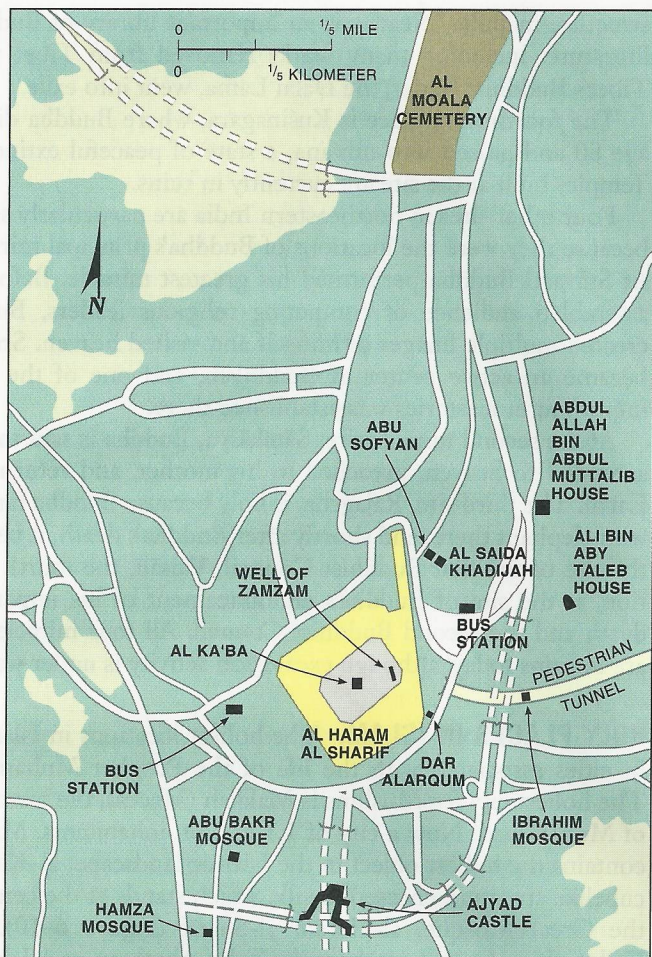 0 1/5 MILE
0 1/5 KILOMETER
AL
MOALA
CEMETERY
N
ABU
SOFYAN
ABDUL
ALLAH
BIN
ABDUL
MUTTALIB
HOUSE
AL SAIDA
KHADIJAH
ALI BIN
ABY
TALEB
HOUSE
WELL OF
ZAMZAM
BUS
STATION
AL KA'BA
PEDESTRIAN
TUNNEL
AL HARAM
AL SHARIF
DAR
ALARQUM
BUS
STATION
IBRAHIM
MOSQUE
ABU BAKR
MOSQUE
AJYAD
CASTLE
HAMZA
MOSQUE